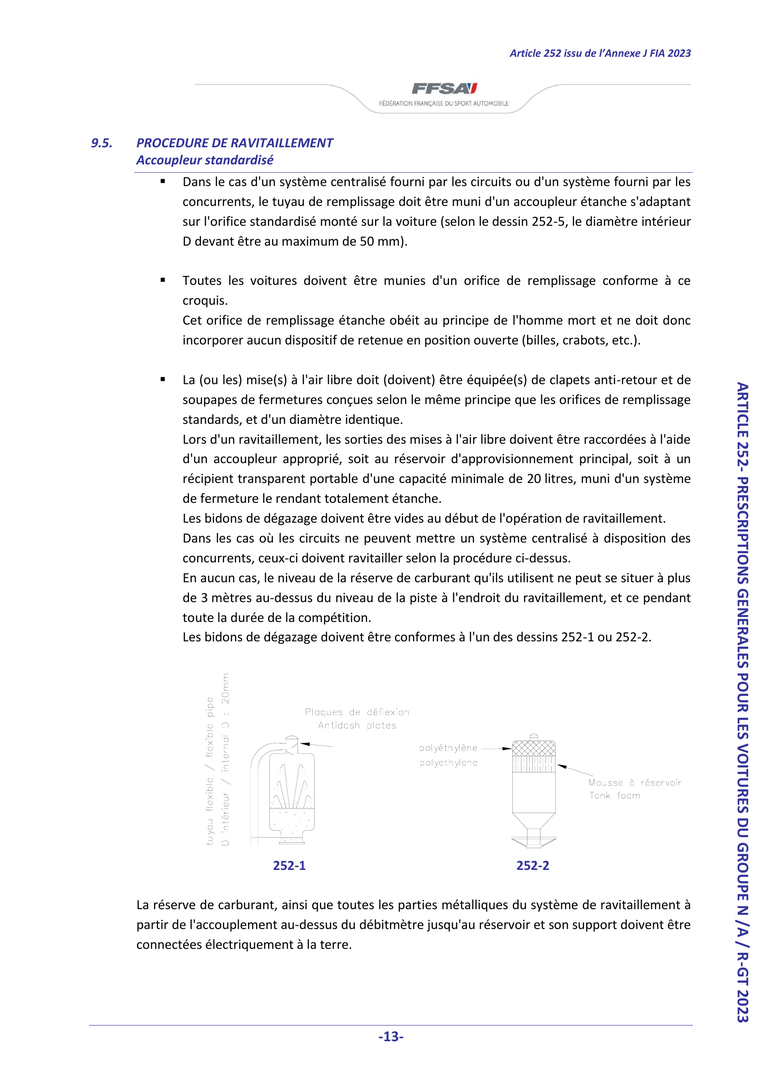 Article 252 issu de l'Annexe J FIA 2023
FFSA
FÉDÉRATION FRANÇAISE DU SPORT AUTOMOBILE
9.5. PROCEDURE DE RAVITAILLEMENT
Accoupleur standardisé
▪ Dans le cas d'un système centralisé fourni par les circuits ou d'un système fourni par les
concurrents, le tuyau de remplissage doit être muni d'un accoupleur étanche s'adaptant
sur l'orifice standardisé monté sur la voiture (selon le dessin 252-5, le diamètre intérieur
D devant être au maximum de 50 mm).
▪ Toutes les voitures doivent être munies d'un orifice de remplissage conforme à ce
croquis.
Cet orifice de remplissage étanche obéit au principe de l'homme mort et ne doit donc
incorporer aucun dispositif de retenue en position ouverte (billes, crabots, etc.).
▪ La (ou les) mise(s) à l'air libre doit (doivent) être équipée(s) de clapets anti-retour et de
soupapes de fermetures conçues selon le même principe que les orifices de remplissage
standards, et d'un diamètre identique.
Lors d'un ravitaillement, les sorties des mises à l'air libre doivent être raccordées à l'aide
d'un accoupleur approprié, soit au réservoir d'approvisionnement principal, soit à un
récipient transparent portable d'une capacité minimale de 20 litres, muni d'un système
de fermeture le rendant totalement étanche.
Les bidons de dégazage doivent être vides au début de l'opération de ravitaillement.
Dans les cas où les circuits ne peuvent mettre un système centralisé à disposition des
concurrents, ceux-ci doivent ravitailler selon la procédure ci-dessus.
En aucun cas, le niveau de la réserve de carburant qu'ils utilisent ne peut se situer à plus
de 3 mètres au-dessus du niveau de la piste à l'endroit du ravitaillement, et ce pendant
toute la durée de la compétition.
Les bidons de dégazage doivent être conformes à l'un des dessins 252-1 ou 252-2.
tuyau flexible / flexible pipe
D intérieur / internal D : 20mm
Plaques de déflexion
Antidash plates
polyéthylène
polyethylene
Mousse à réservoir
Tank foam
252-1
252-2
La réserve de carburant, ainsi que toutes les parties métalliques du système de ravitaillement à
partir de l'accouplement au-dessus du débitmètre jusqu'au réservoir et son support doivent être
connectées électriquement à la terre.
ARTICLE 252- PRESCRIPTIONS GENERALES POUR LES VOITURES DU GROUPE N /A / R-GT 2023
-13-